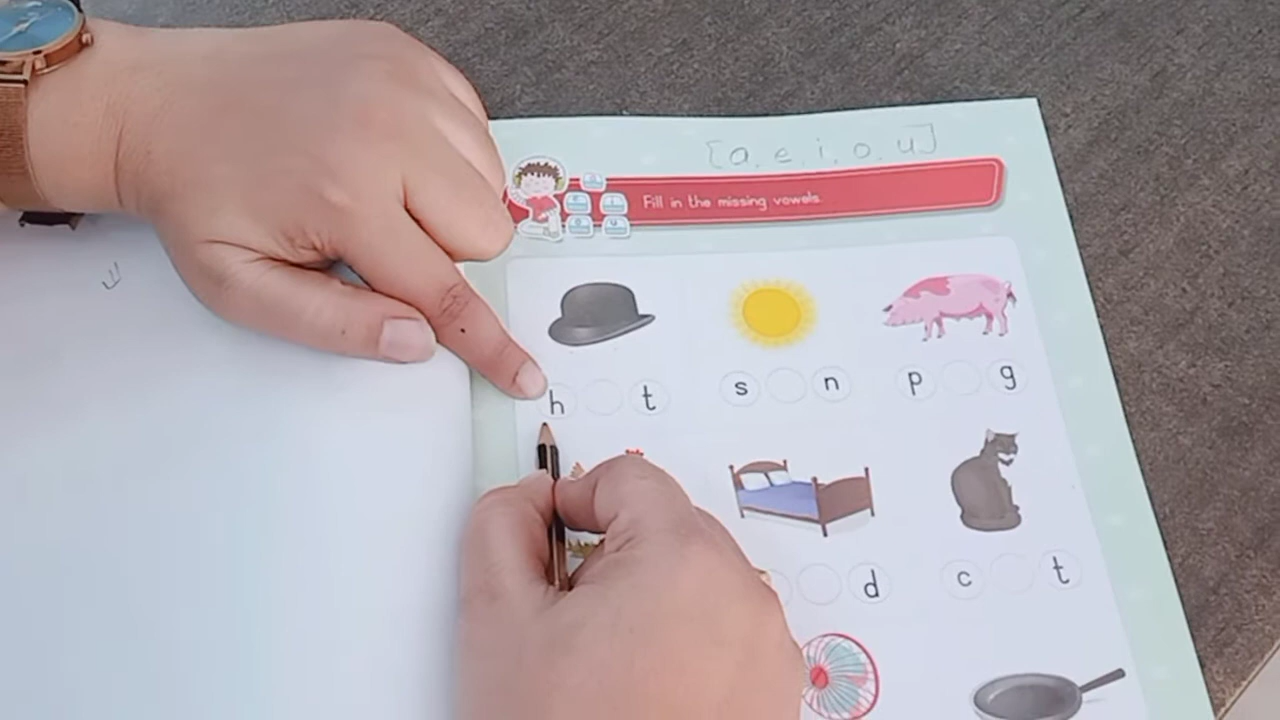 [a, e, i, o, u]
Fill in the missing vowels.
h t s n p g
d c t